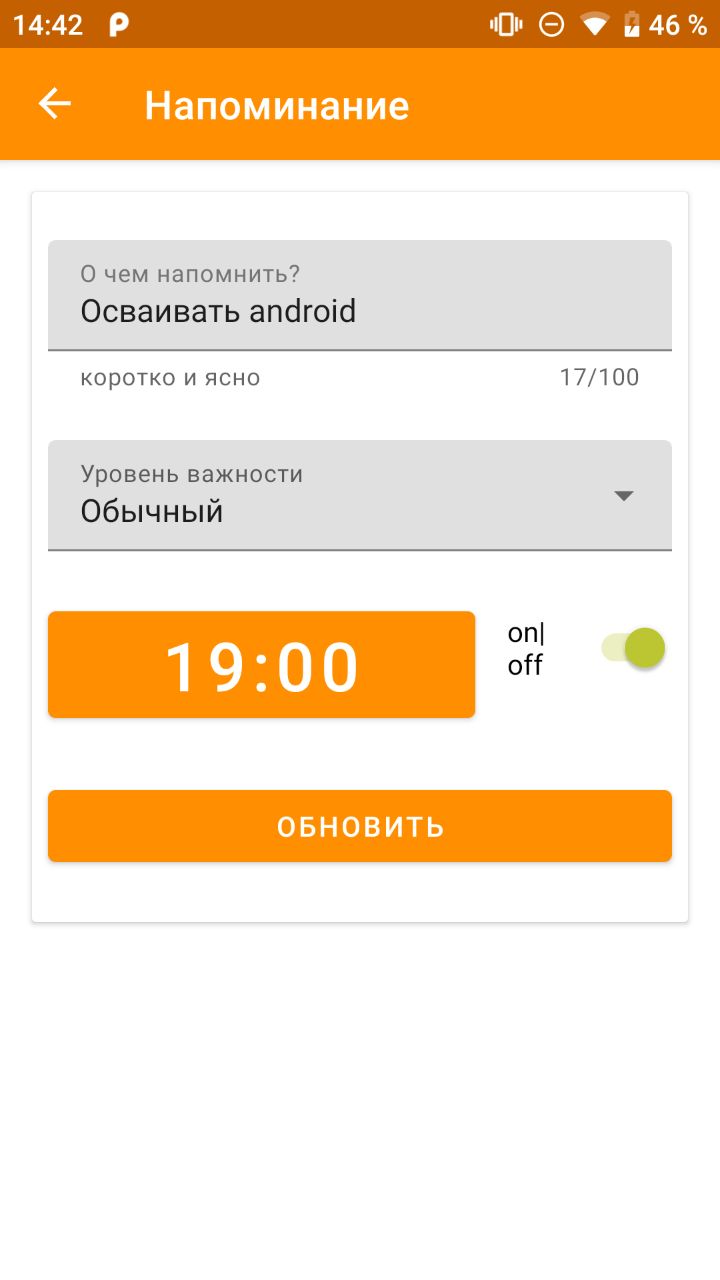 14:42
46 %
Напоминание
О чем напомнить?
Осваивать android
коротко и ясно 17/100
Уровень важности
Обычный
19:00
on|
off
ОБНОВИТЬ